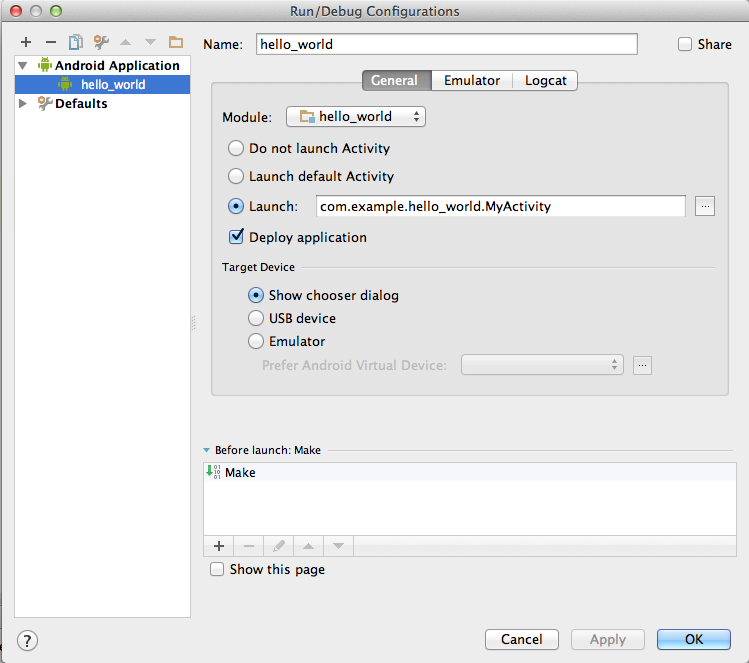 Run/Debug Configurations
Name: hello_world Share
Android Application
hello_world
Defaults
General Emulator Logcat
Module: hello_world
Do not launch Activity
Launch default Activity
Launch: com.example.hello_world.MyActivity ...
Deploy application
Target Device
Show chooser dialog
USB device
Emulator
Prefer Android Virtual Device: ...
Before launch: Make
Make
Show this page
? Cancel Apply OK